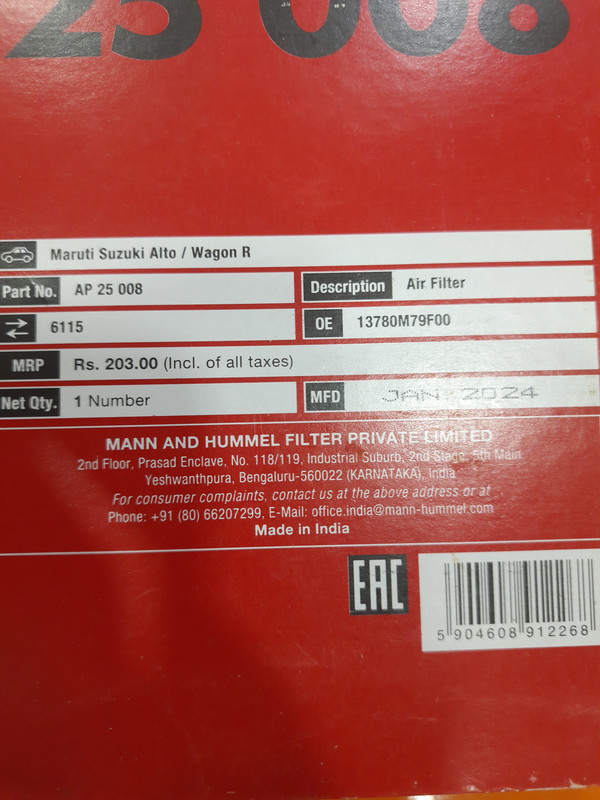 25 008
Maruti Suzuki Alto / Wagon R
Part No. AP 25 008 Description Air Filter
6115 OE 13780M79F00
MRP Rs. 203.00 (Incl. of all taxes)
Net Qty. 1 Number MFD JAN 2024
MANN AND HUMMEL FILTER PRIVATE LIMITED
2nd Floor, Prasad Enclave, No. 118/119, Industrial Suburb, 2nd Stage, 5th Main
Yeshwanthpura, Bengaluru-560022 (KARNATAKA), India
For consumer complaints, contact us at the above address or at
Phone: +91 (80) 66207299, E-Mail: office.india@mann-hummel.com
Made in India
EAC
5 904608 912268